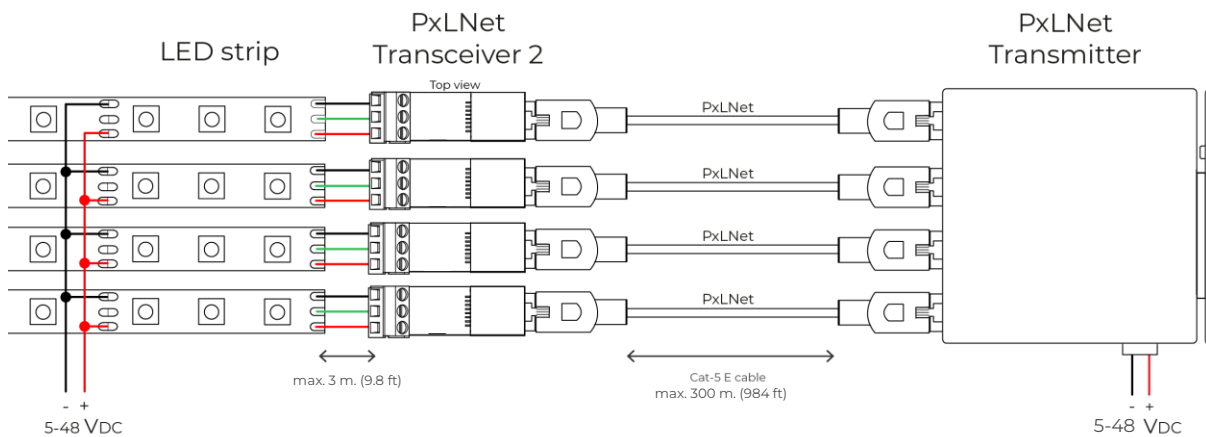 LED strip
PxLNet
Transceiver 2
PxLNet
Transmitter
Top view
PxLNet
PxLNet
PxLNet
PxLNet
max. 3 m. (9.8 ft)
Cat-5 E cable
max. 300 m. (984 ft)
- +
5-48 VDC
- +
5-48 VDC